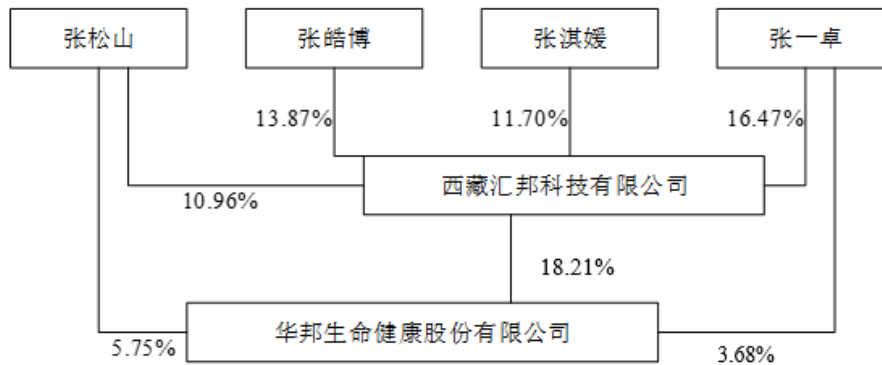 张松山
张皓博
张淇媛
张一卓
13.87%
11.70%
16.47%
西藏汇邦科技有限公司
10.96%
18.21%
华邦生命健康股份有限公司
5.75%
3.68%